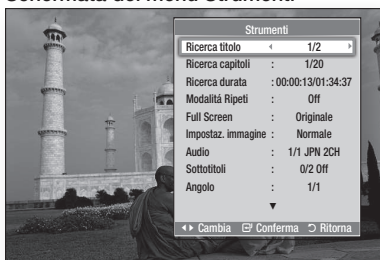 Schermata del menu Strumenti
Strumenti
Ricerca titolo ◂ 1/2 ▸
Ricerca capitoli : 1/20
Ricerca durata : 00:00:13/01:34:37
Modalitá Ripeti : Off
Full Screen : Originale
Impostaz. immagine : Normale
Audio : 1/1 JPN 2CH
Sottotitoli : 0/2 Off
Angolo : 1/1
▼
◂▸ Cambia Conferma Ritorna